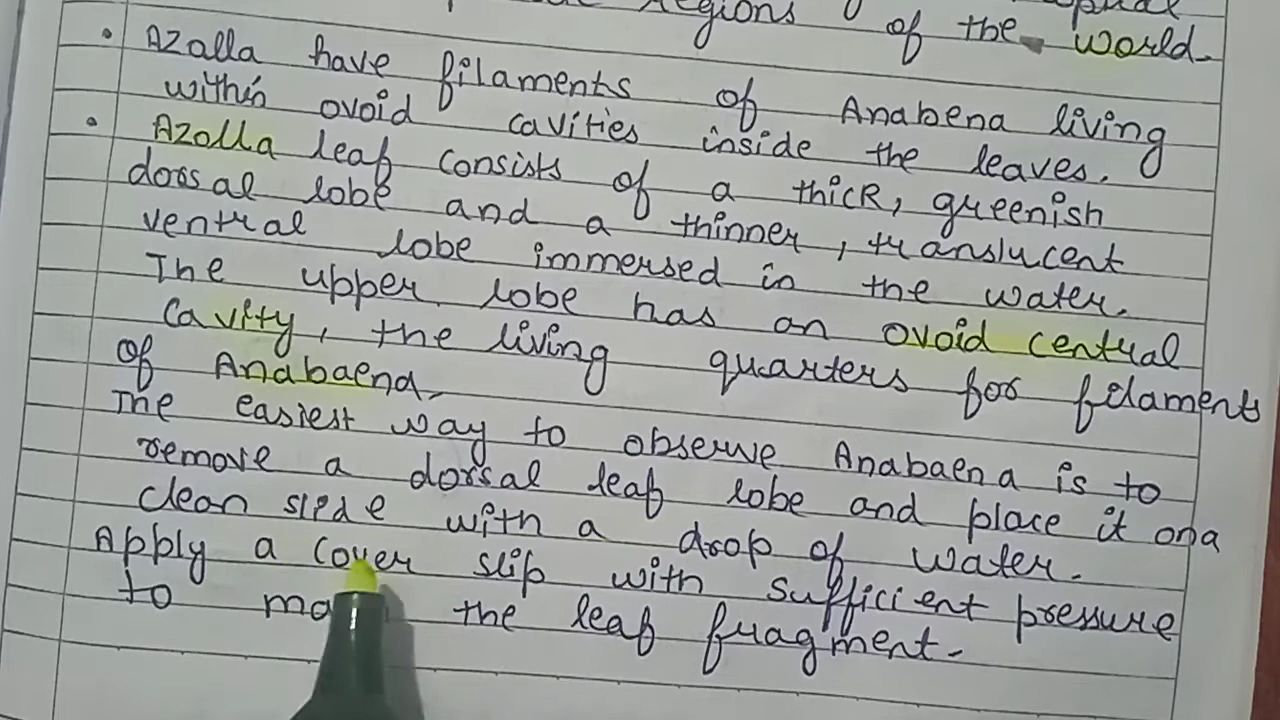 regions of the world.
Azalla have filaments of Anabena living
within ovoid cavities inside the leaves.
Azolla leaf consists of a thick, greenish
dorsal lobe and a thinner, translucent
ventral lobe immersed in the water.
The upper lobe has an ovoid central
cavity, the living quarters for filaments
of Anabaena.
The easiest way to observe Anabaena is to
remove a dorsal leaf lobe and place it on a
clean slide with a drop of water.
Apply a cover slip with sufficient pressure
to the leaf fragment.